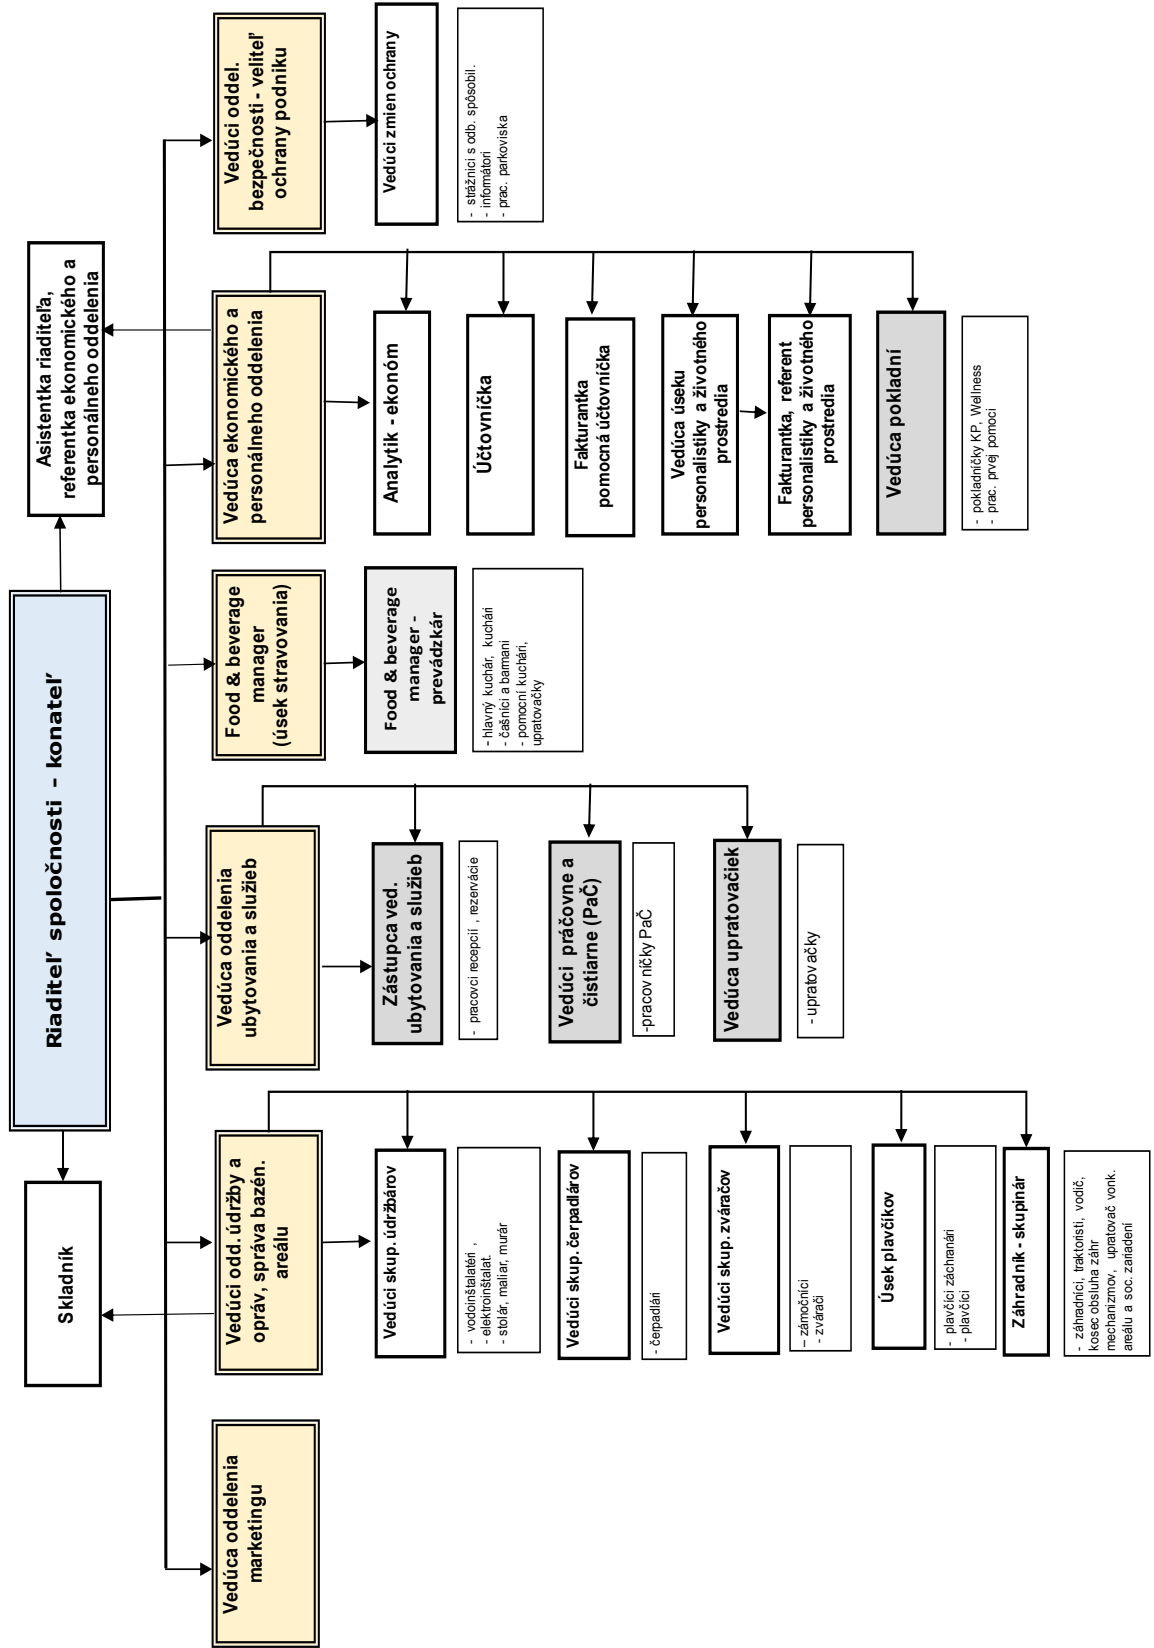 Riaditeľ spoločnosti - konateľ
Skladník
Asistentka riaditeľa,
referentka ekonomického a
personálneho oddelenia
Vedúca oddelenia
marketingu
Vedúci odd. údržby a
opráv, správa bazén.
areálu
Vedúci skup. údržbárov
- vodoinštalatéri ,
- elektroinštalat.
- stolár, maliar, murár
Vedúci skup. čerpadlárov
- čerpadlári
Vedúci skup. zváračov
– zámočníci
- zvárači
Úsek plavčíkov
- plavčíci záchranári
- plavčíci
Záhradník - skupinár
- záhradníci, traktoristi, vodič,
kosec obsluha záhr
mechanizmov, upratovač vonk.
areálu a soc. zariadení
Vedúca oddelenia
ubytovania a služieb
Zástupca ved.
ubytovania a služieb
- pracovci recepcií , rezervácie
Vedúci práčovne a
čistiarne (PaČ)
-pracovníčky PaČ
Vedúca upratovačiek
- upratovačky
Food & beverage
manager
(úsek stravovania)
Food & beverage
manager -
prevádzkár
– hlavný kuchár, kuchári
- čašníci a barmani
- pomocní kuchári,
upratovačky
Vedúca ekonomického a
personálneho oddelenia
Analytik - ekonóm
Účtovníčka
Fakturantka
pomocná účtovníčka
Vedúca úseku
personalistiky a životného
prostredia
Fakturantka, referent
personalistiky a životného
prostredia
Vedúca pokladní
- pokladníčky KP, Wellness
- prac. prvej pomoci
Vedúci oddel.
bezpečnosti - veliteľ
ochrany podniku
Vedúci zmien ochrany
- strážnici s odb. spôsobil.
- informátori
- prac. parkoviska